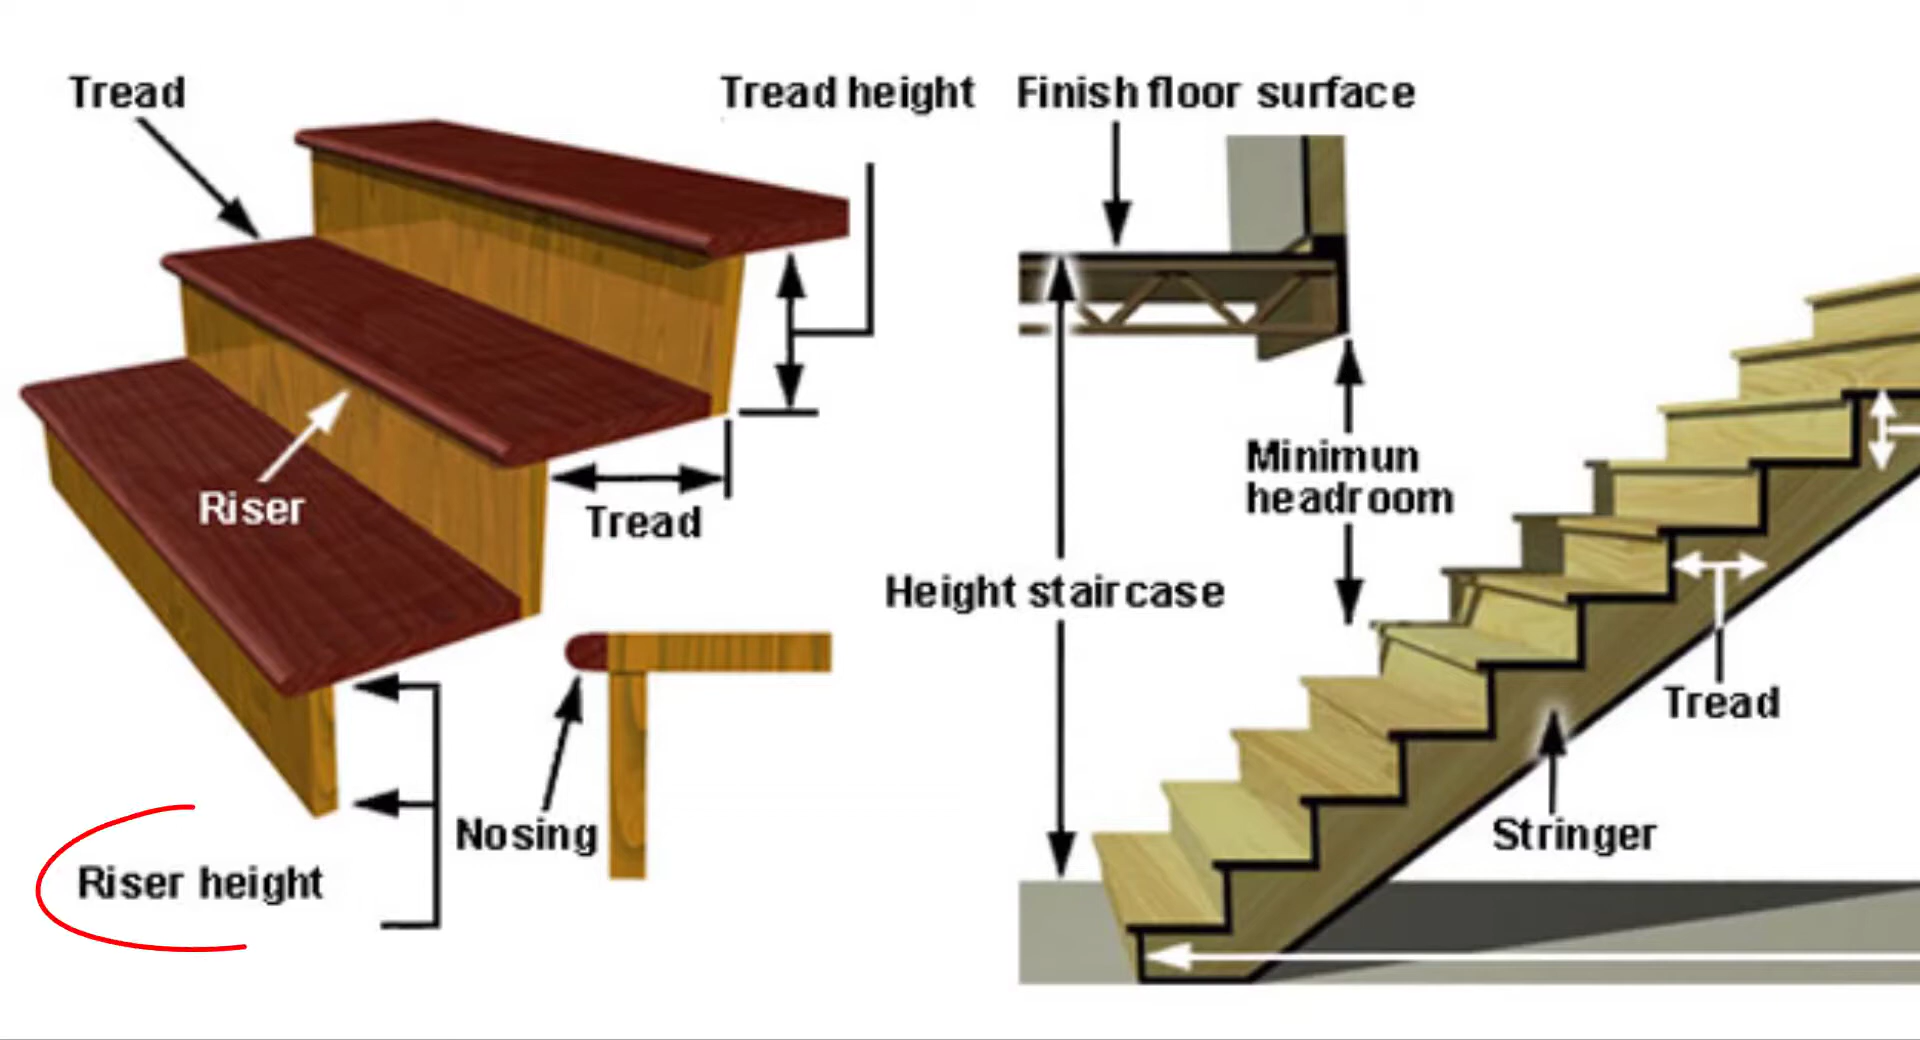 Tread
Tread height
Finish floor surface
Riser
Tread
Minimun
headroom
Height staircase
Tread
Nosing
Stringer
Riser height